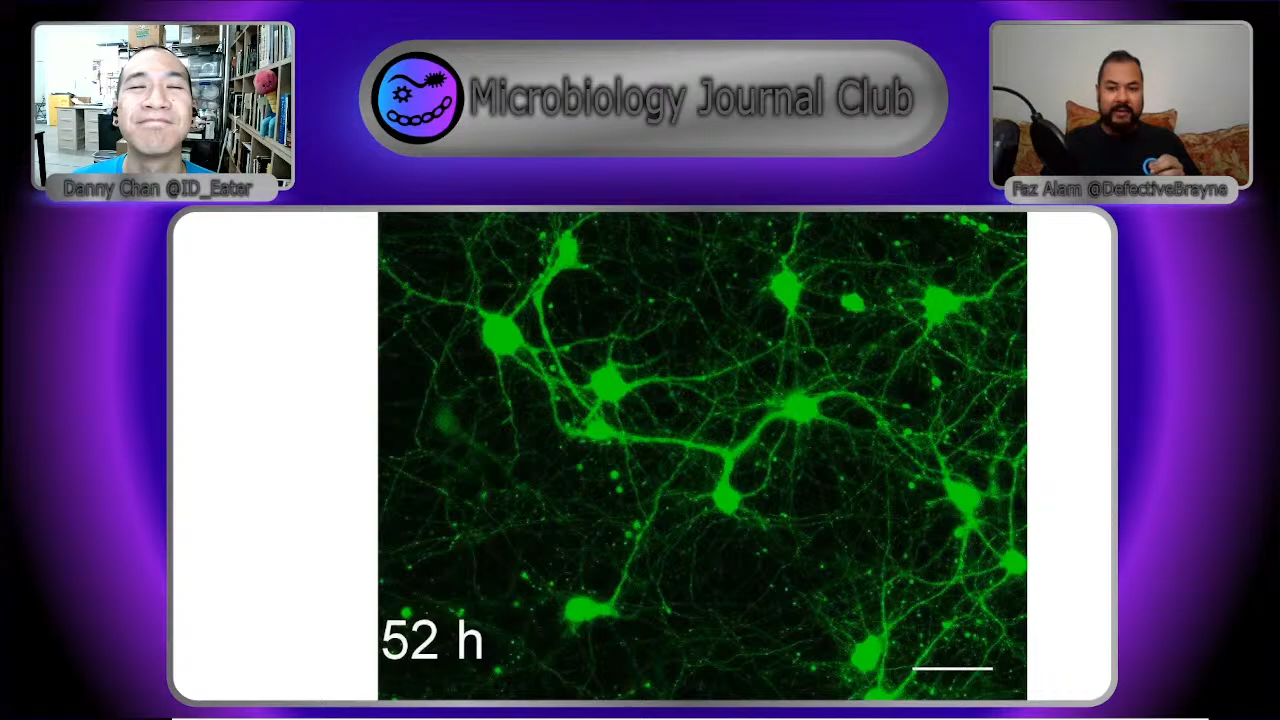 Microbiology Journal Club
Danny Chan @ID_Eater
Faz Alam @DefectiveBrayne
52 h